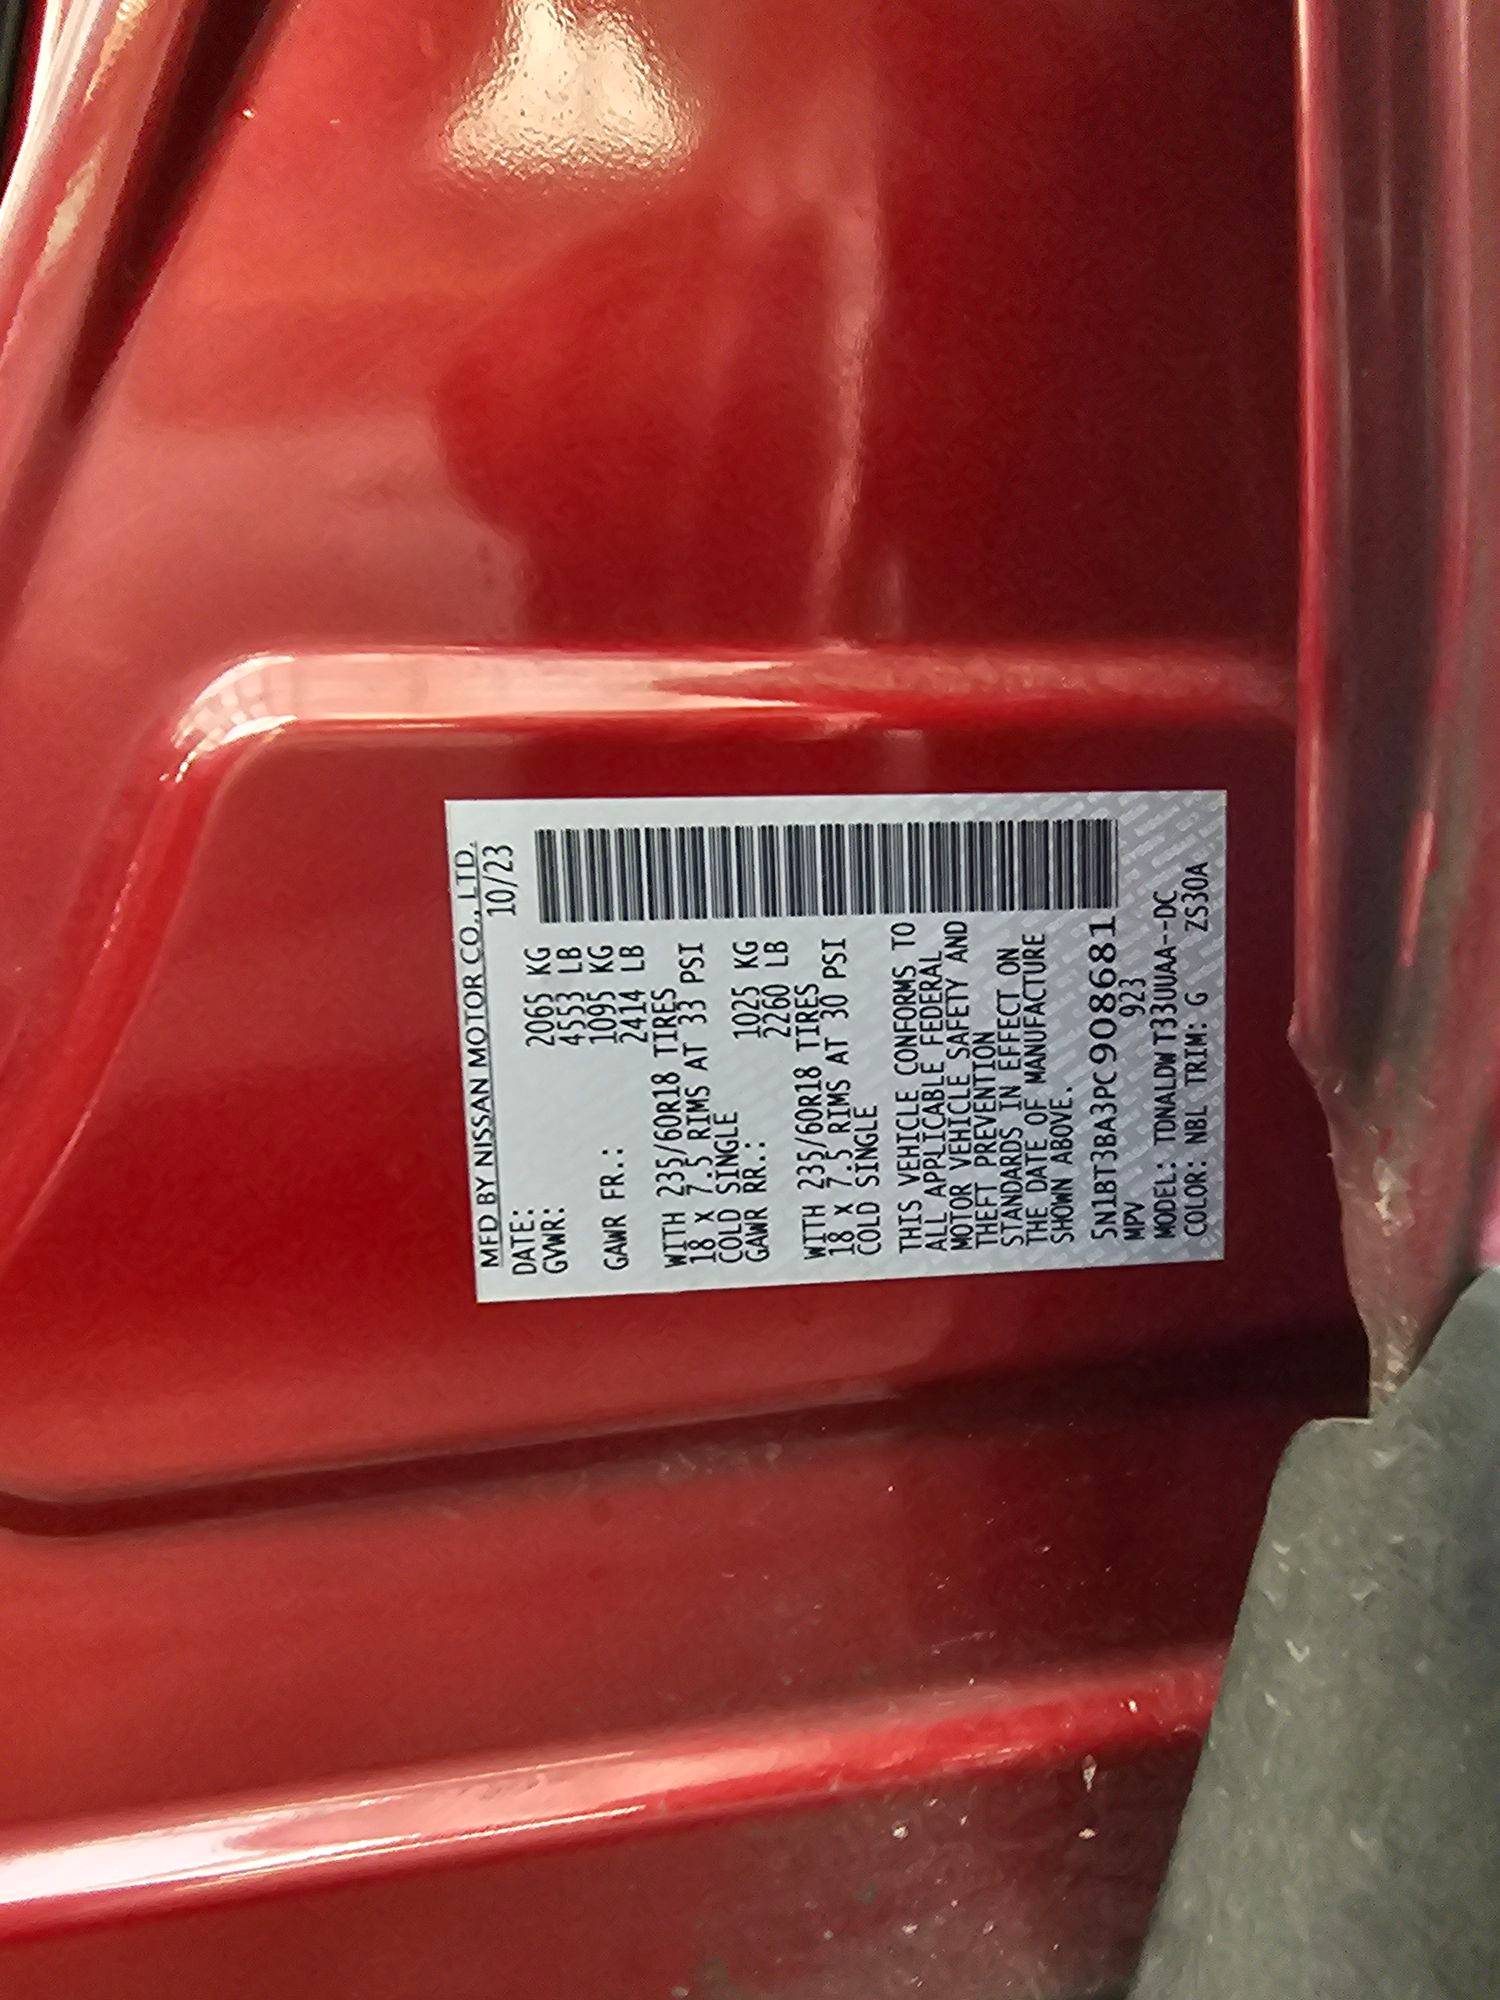 MFD BY NISSAN MOTOR CO., LTD.
DATE: 10/23
GVWR: 2065 KG
4553 LB
GAWR FR.: 1095 KG
2414 LB
WITH 235/60R18 TIRES
18 x 7.5 RIMS AT 33 PSI
COLD SINGLE
GAWR RR.: 1025 KG
2260 LB
WITH 235/60R18 TIRES
18 x 7.5 RIMS AT 30 PSI
COLD SINGLE
THIS VEHICLE CONFORMS TO
ALL APPLICABLE FEDERAL
MOTOR VEHICLE SAFETY AND
THEFT PREVENTION
STANDARDS IN EFFECT ON
THE DATE OF MANUFACTURE
SHOWN ABOVE.
5N1BT3BA3PC908681
MPV 923
MODEL: TONALDW T33UUAA--DC
COLOR: NBL TRIM: G ZS30A